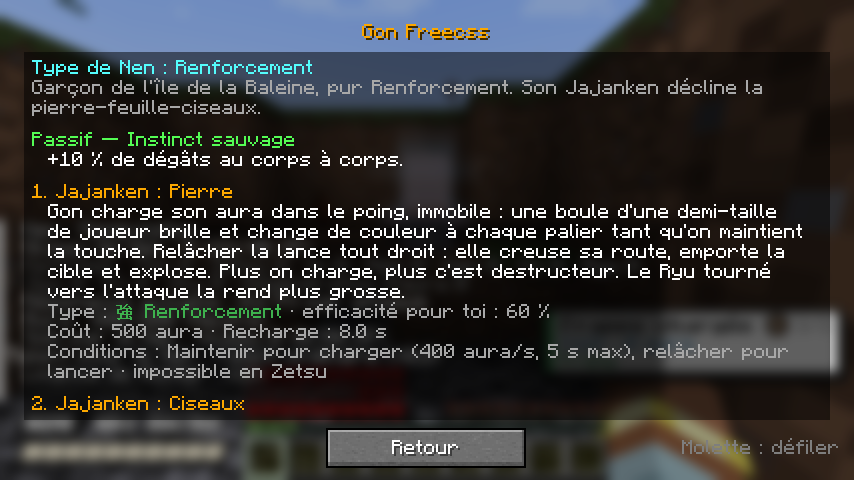 Gon Freecss
Type de Nen : Renforcement
Garçon de l'île de la Baleine, pur Renforcement. Son Jajanken décline la
pierre-feuille-ciseaux.
Passif — Instinct sauvage
+10 % de dégâts au corps à corps.
1. Jajanken : Pierre
Gon charge son aura dans le poing, immobile : une boule d'une demi-taille
de joueur brille et change de couleur à chaque palier tant qu'on maintient
la touche. Relâcher la lance tout droit : elle creuse sa route, emporte la
cible et explose. Plus on charge, plus c'est destructeur. Le Ryu tourné
vers l'attaque la rend plus grosse.
Type : 強 Renforcement · efficacité pour toi : 60 %
Coût : 500 aura · Recharge : 8.0 s
Conditions : Maintenir pour charger (400 aura/s, 5 s max), relâcher pour
lancer · impossible en Zetsu
2. Jajanken : Ciseaux
Retour
Molette : défiler